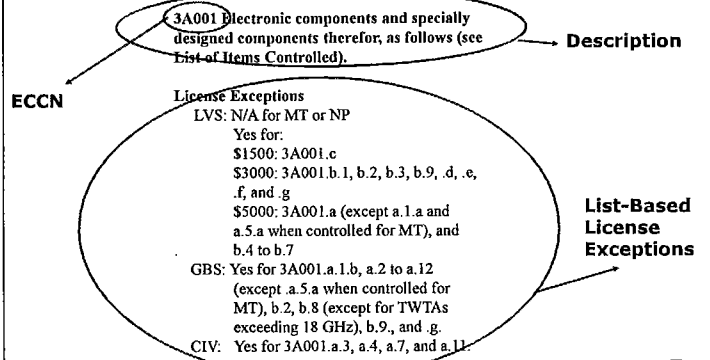 3A001 Electronic components and specially
designed components therefor, as follows (see
List of Items Controlled).
Description
ECCN
License Exceptions
LVS: N/A for MT or NP
Yes for:
$1500: 3A001.c
$3000: 3A001.b.1, b.2, b.3, b.9, .d, .e,
.f, and .g
$5000: 3A001.a (except a.1.a and
a.5.a when controlled for MT), and
b.4 to b.7
List-Based
License
Exceptions
GBS: Yes for 3A001.a.1.b, a.2 to a.12
(except .a.5.a when controlled for
MT), b.2, b.8 (except for TWTAs
exceeding 18 GHz), b.9., and .g.
CIV: Yes for 3A001.a.3, a.4, a.7, and a.11.